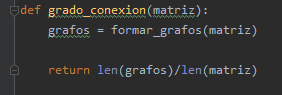 def grado_conexion(matriz):
    grafos = formar_grafos(matriz)
    return len(grafos)/len(matriz)